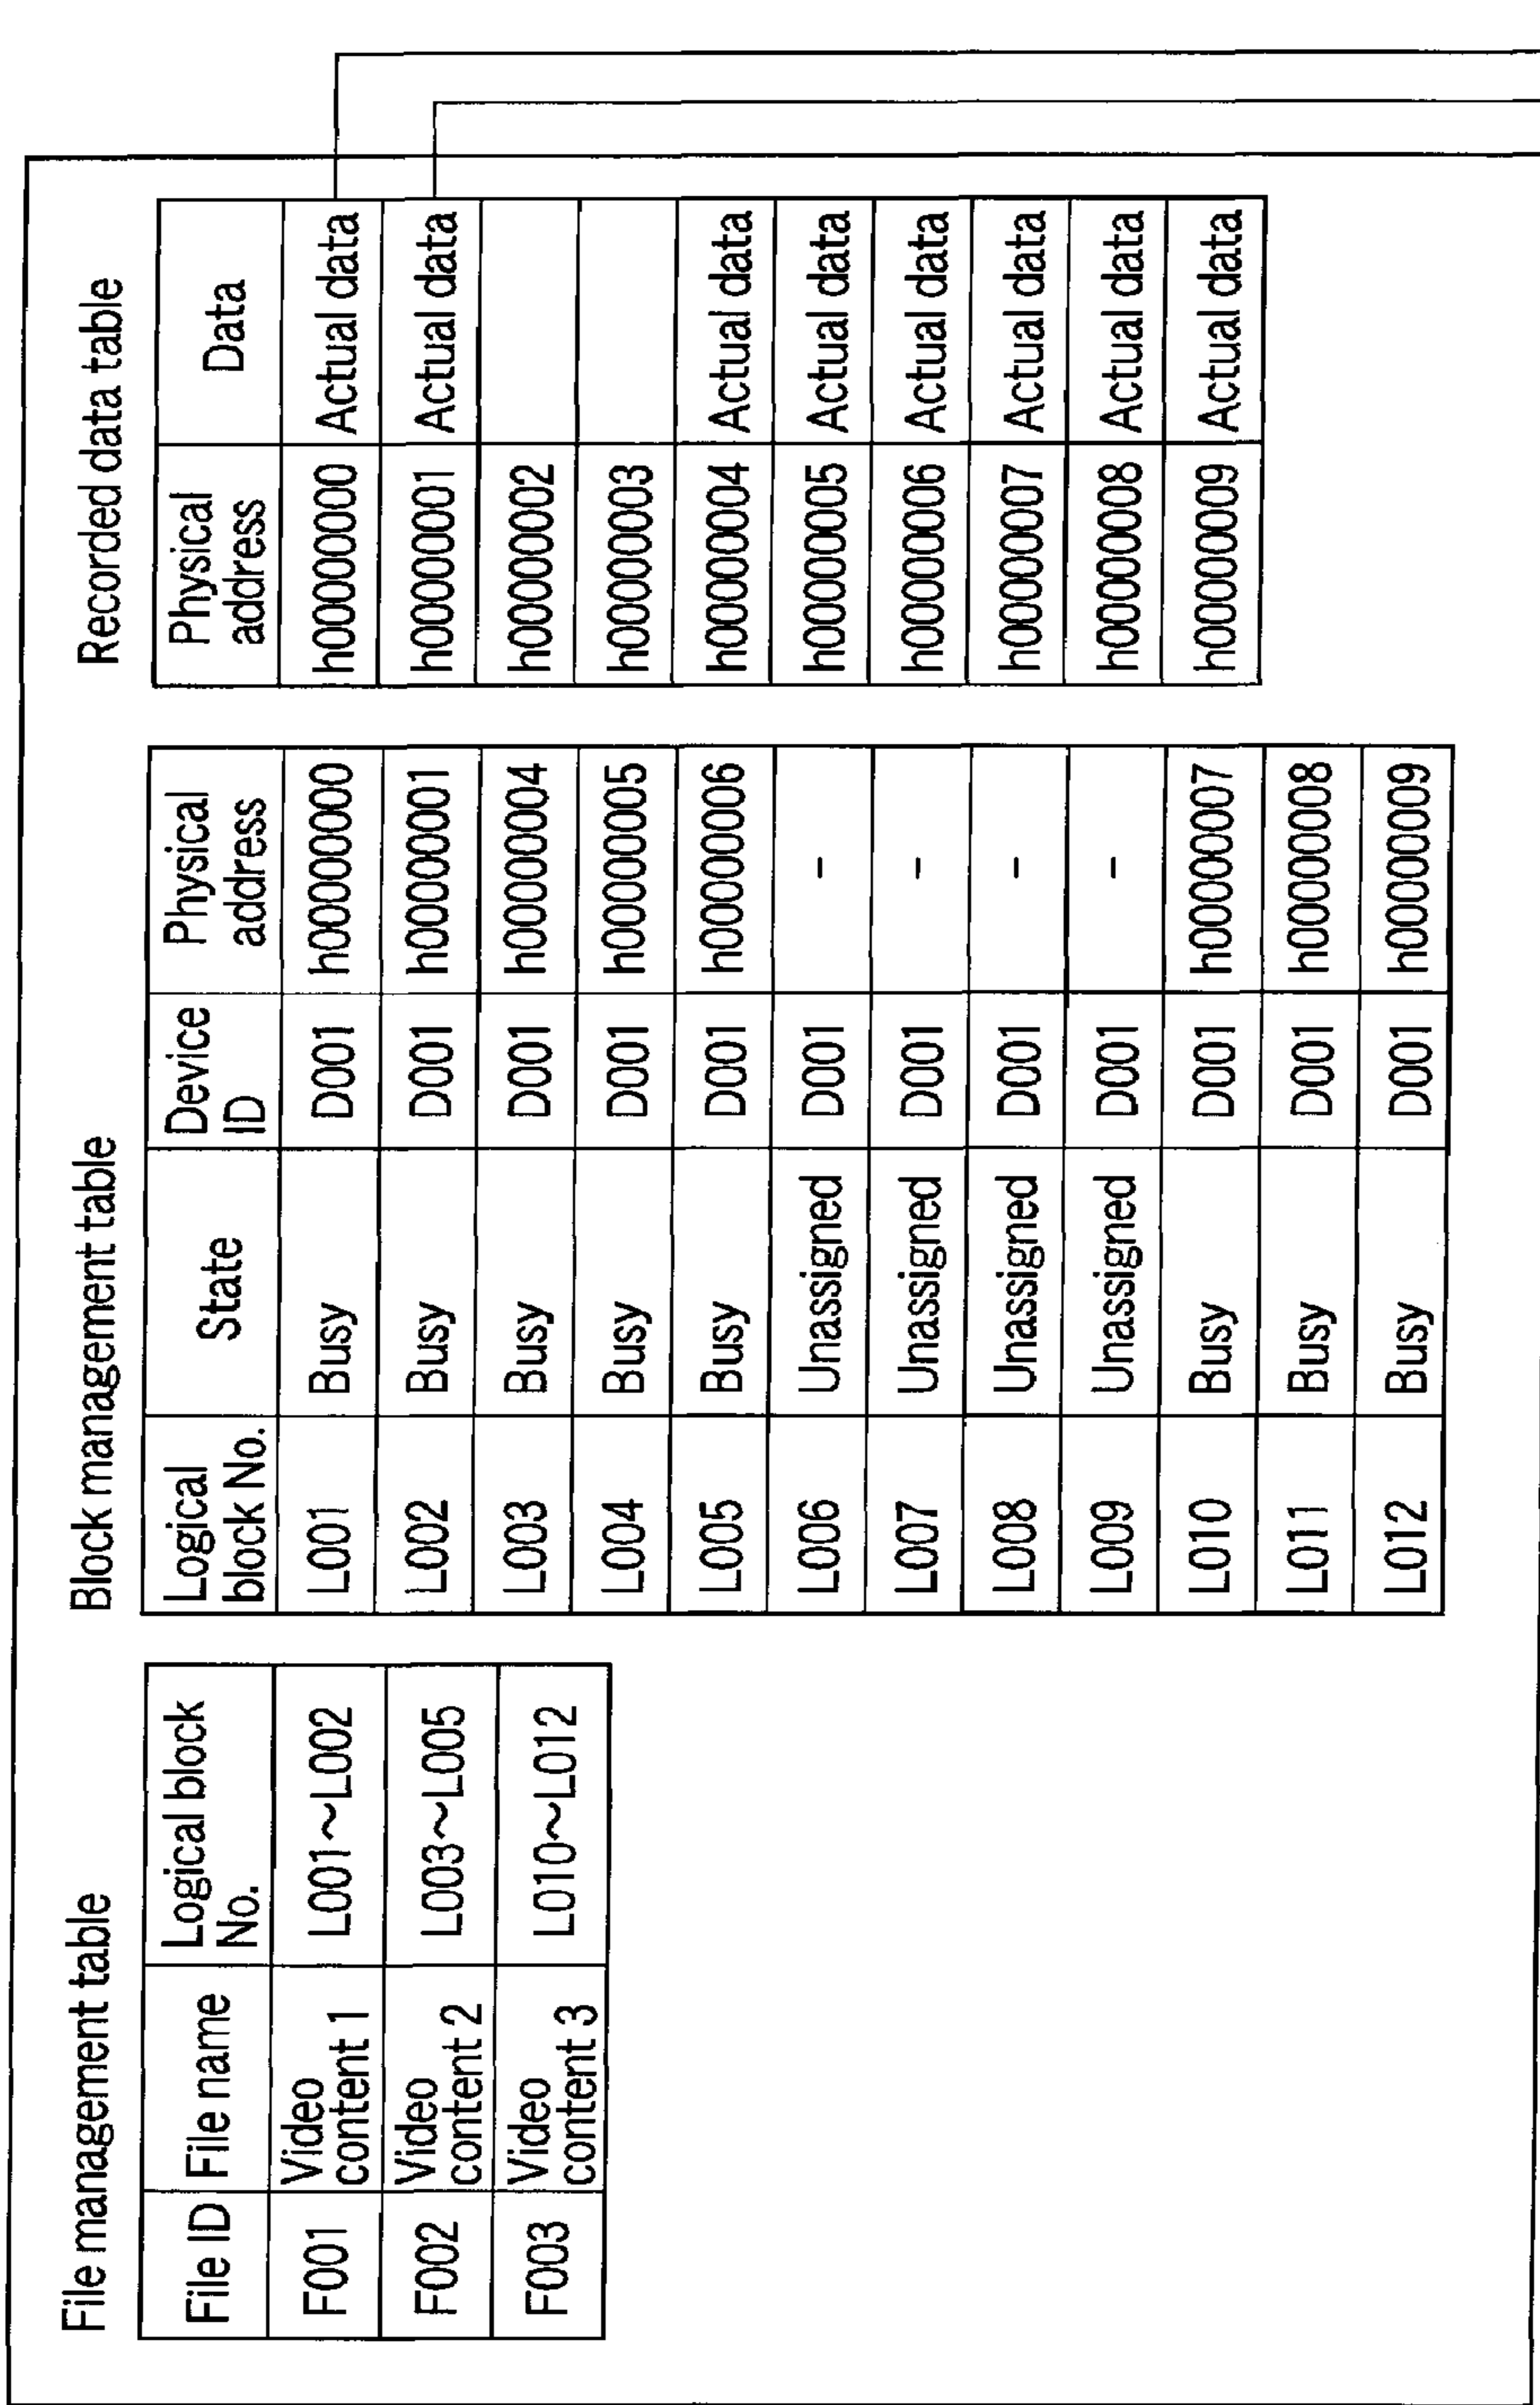 File management table
File ID File name Logical block No.
F001 Video content 1 L001~L002
F002 Video content 2 L003~L005
F003 Video content 3 L010~L012
Block management table
Logical block No. State Device ID Physical address
L001 Busy D001 h00000000
L002 Busy D001 h00000001
L003 Busy D001 h00000004
L004 Busy D001 h00000005
L005 Busy D001 h00000006
L006 Unassigned D001 -
L007 Unassigned D001 -
L008 Unassigned D001 -
L009 Unassigned D001 -
L010 Busy D001 h00000007
L011 Busy D001 h00000008
L012 Busy D001 h00000009
Recorded data table
Physical address Data
h00000000 Actual data
h00000001 Actual data
h00000002
h00000003
h00000004 Actual data
h00000005 Actual data
h00000006 Actual data
h00000007 Actual data
h00000008 Actual data
h00000009 Actual data